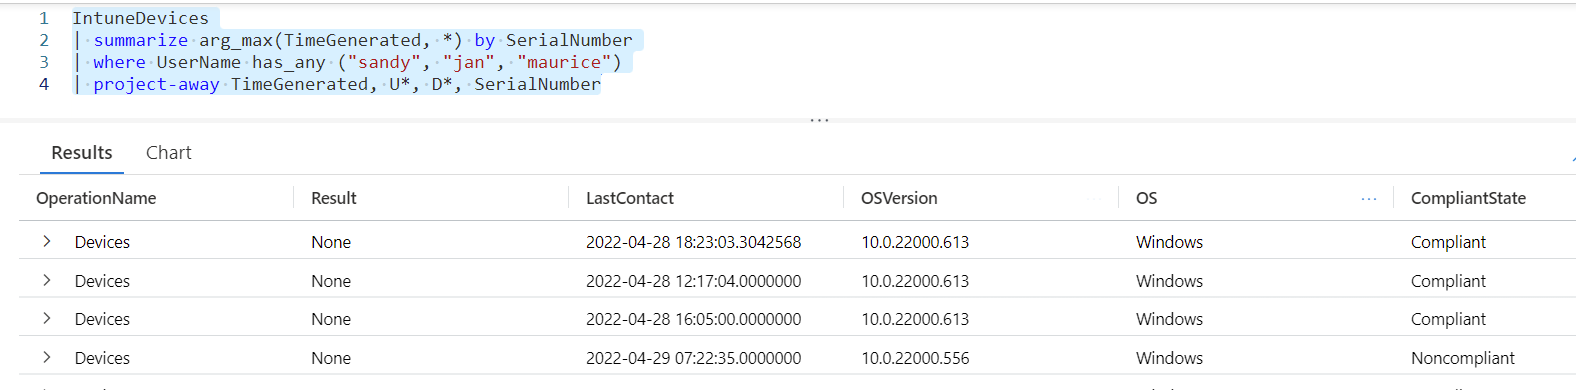 1 IntuneDevices
2 | summarize arg_max(TimeGenerated, *) by SerialNumber
3 | where UserName has_any ("sandy", "jan", "maurice")
4 | project-away TimeGenerated, U*, D*, SerialNumber
...
Results Chart
OperationName Result LastContact OSVersion OS ... CompliantState
> Devices None 2022-04-28 18:23:03.3042568 10.0.22000.613 Windows Compliant
> Devices None 2022-04-28 12:17:04.0000000 10.0.22000.613 Windows Compliant
> Devices None 2022-04-28 16:05:00.0000000 10.0.22000.613 Windows Compliant
> Devices None 2022-04-29 07:22:35.0000000 10.0.22000.556 Windows Noncompliant